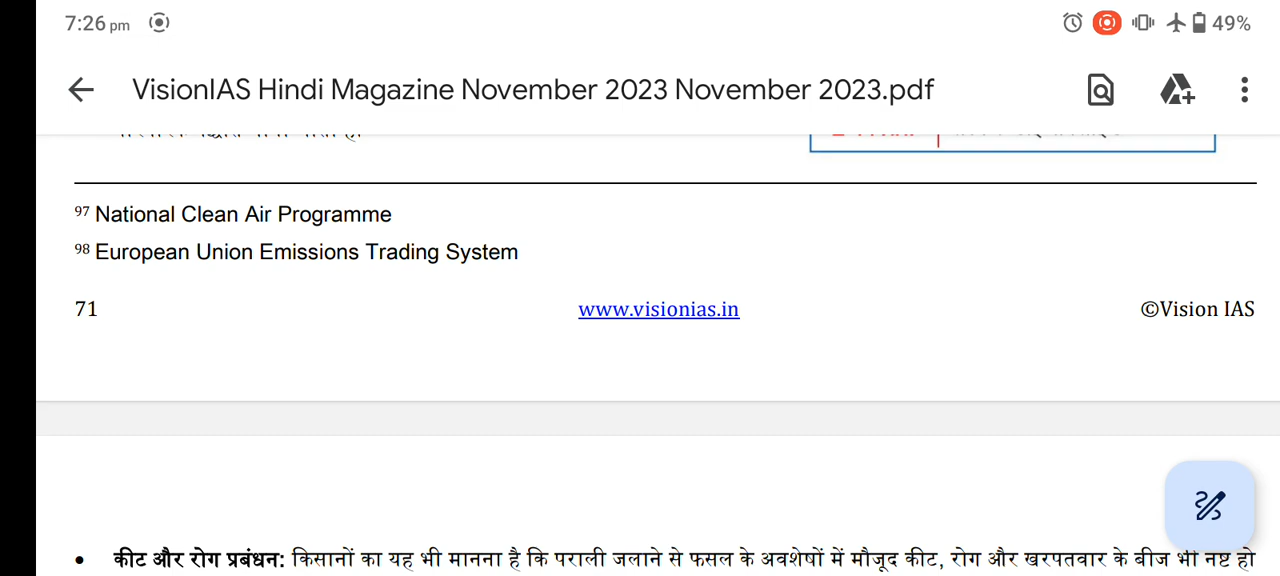 7:26 pm
49%
VisionIAS Hindi Magazine November 2023 November 2023.pdf
97 National Clean Air Programme
98 European Union Emissions Trading System
71 www.visionias.in ©Vision IAS
• कीट और रोग प्रबंधन: किसानों का यह भी मानना है कि पराली जलाने से फसल के अवशेषों में मौजूद कीट, रोग और खरपतवार के बीज भी नष्ट हो